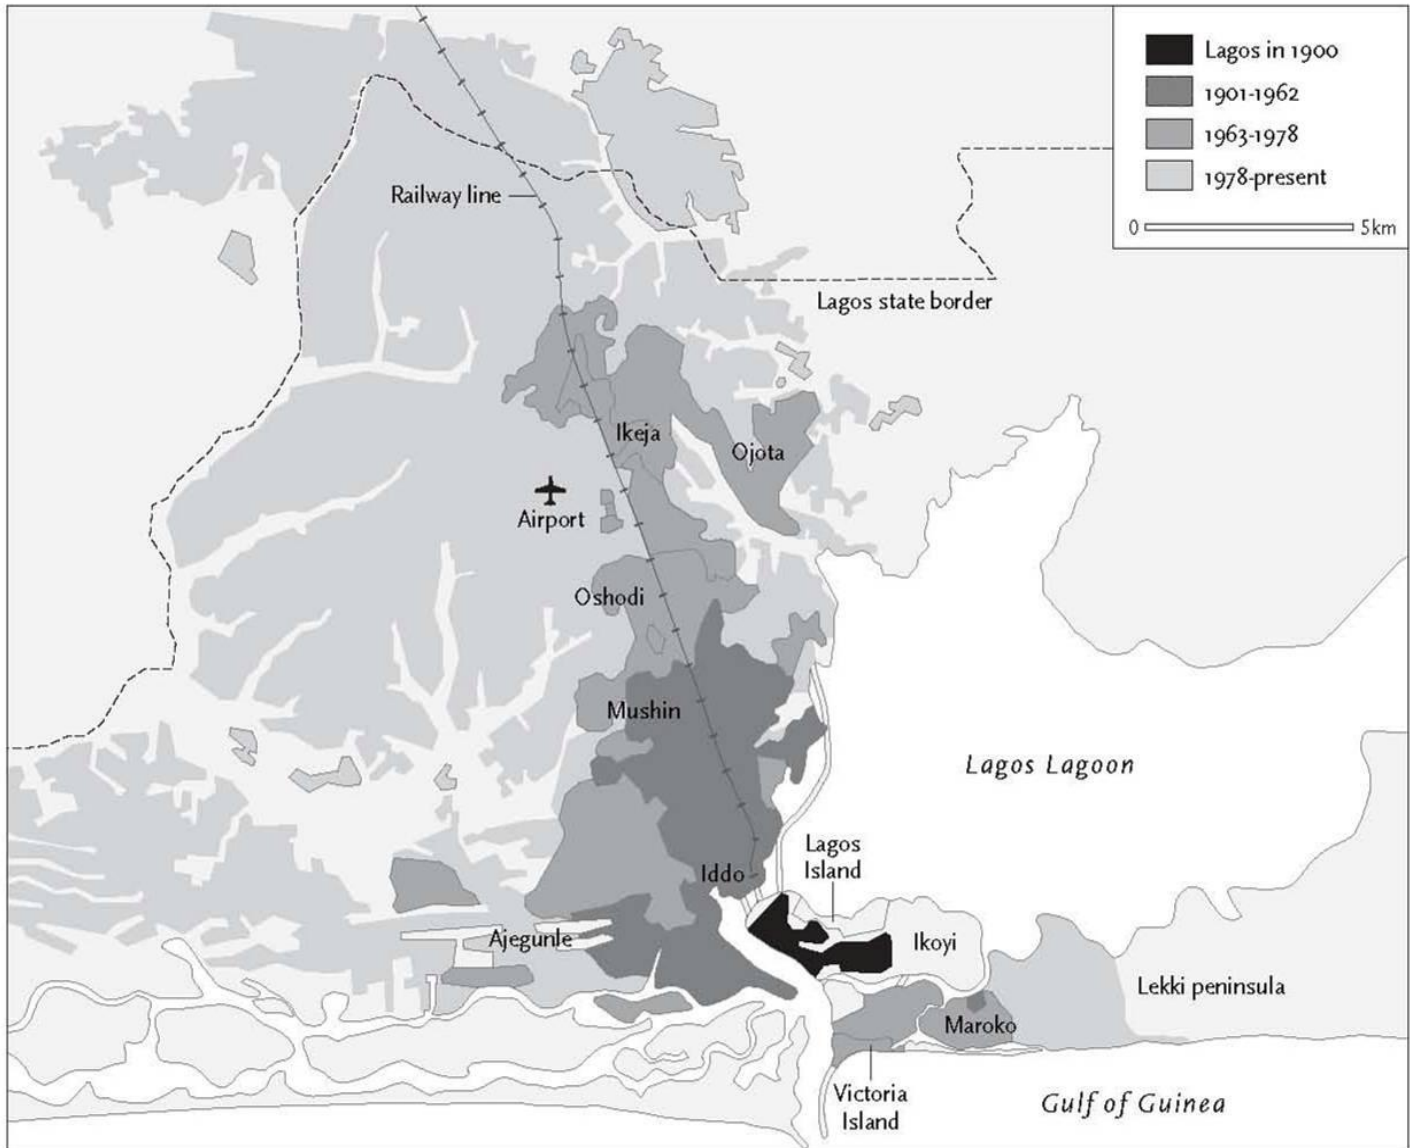 Lagos in 1900
1901-1962
1963-1978
1978-present
0 5km
Railway line
Lagos state border
Ikeja
Ojota
Airport
Oshodi
Mushin
Lagos Lagoon
Lagos
Island
Iddo
Ajegunle
Ikoyi
Lekki peninsula
Maroko
Victoria
Island
Gulf of Guinea